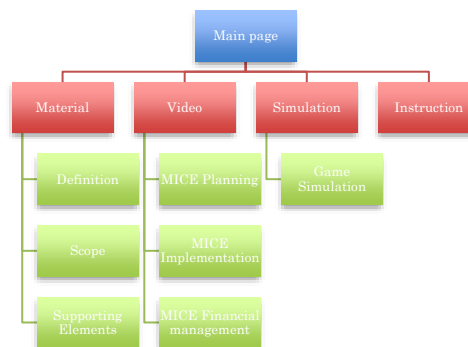 Main page
Material
Video
Simulation
Instruction
Definition
MICE Planning
Game
Simulation
Scope
MICE
Implementation
Supporting
Elements
MICE Financial
management